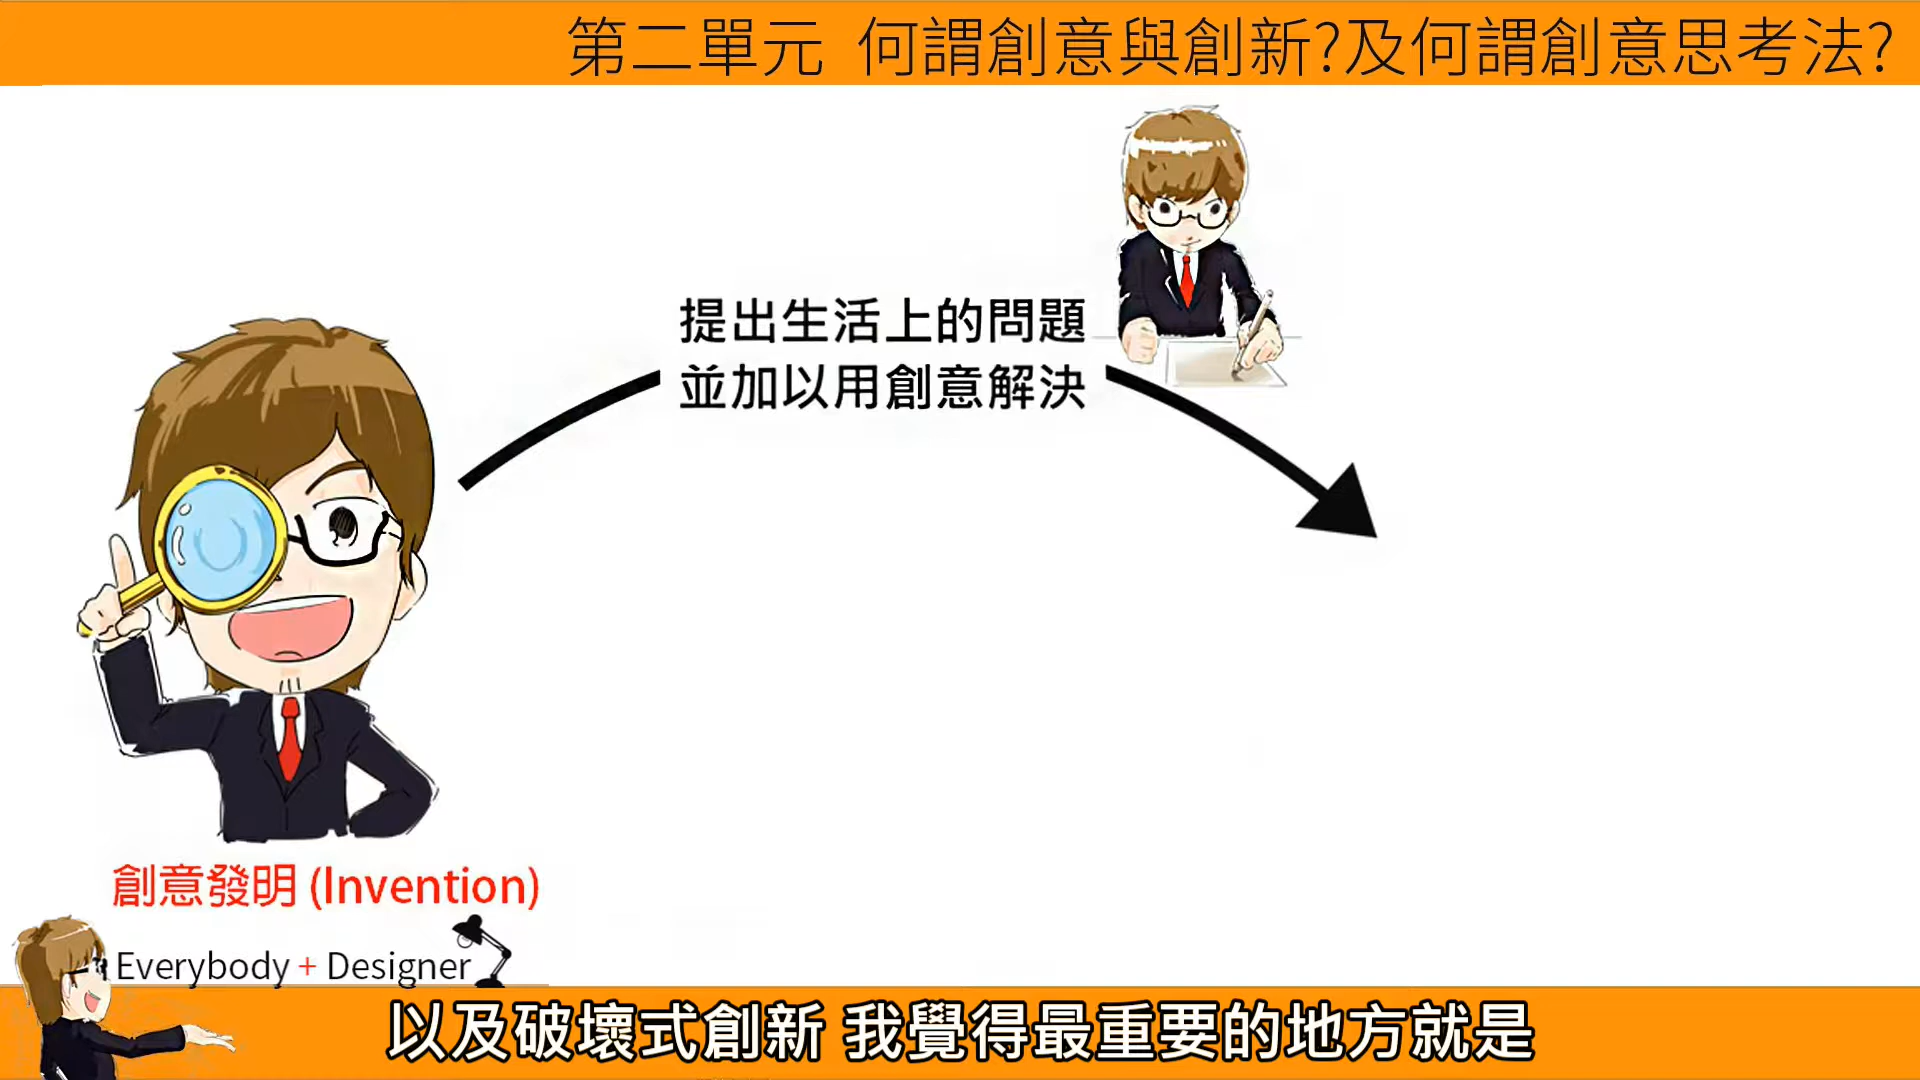 第二單元 何謂創意與創新?及何謂創意思考法?
提出生活上的問題
並加以用創意解決
創意發明 (Invention)
Everybody + Designer
以及破壞式創新 我覺得最重要的地方就是